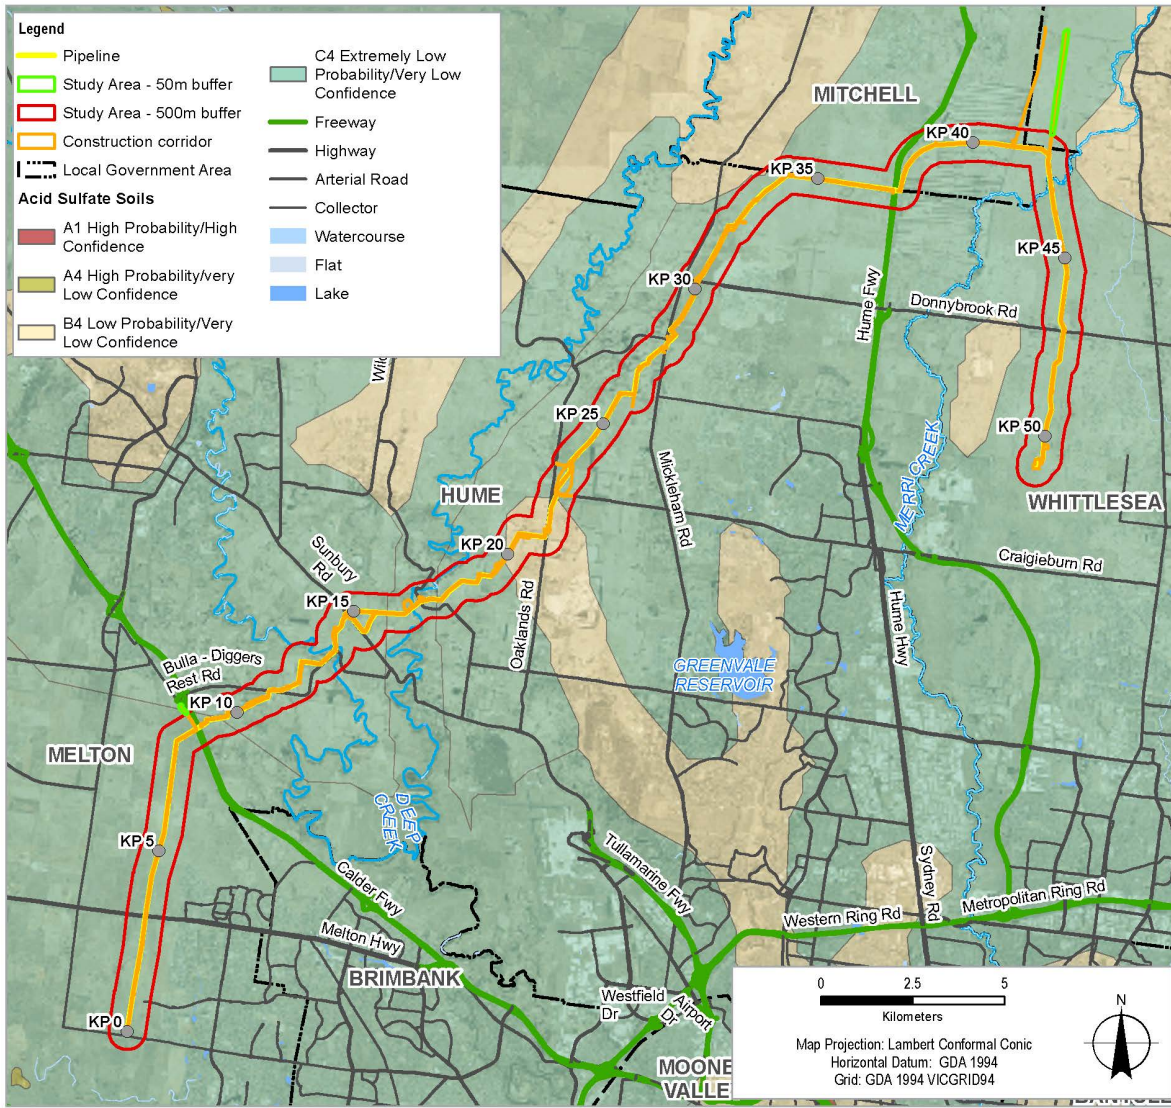 Legend
Pipeline
Study Area - 50m buffer
Study Area - 500m buffer
Construction corridor
Local Government Area
Acid Sulfate Soils
A1 High Probability/High
Confidence
A4 High Probability/very
Low Confidence
B4 Low Probability/Very
Low Confidence
C4 Extremely Low
Probability/Very Low
Confidence
Freeway
Highway
Arterial Road
Collector
Watercourse
Flat
Lake
MITCHELL
KP 40
KP 35
KP 45
KP 30
Donnybrook Rd
Hume Fwy
KP 25
KP 50
MERRI CREEK
Mickleham Rd
HUME
WHITTLESEA
KP 20
Sunbury
Rd
Craigieburn Rd
KP 15
Oaklands Rd
Hume Hwy
Bulla - Diggers
Rest Rd
GREENVALE
RESERVOIR
KP 10
MELTON
DEEP
CREEK
KP 5
Tullamarine Fwy
Calder Fwy
Sydney Rd
Metropolitan Ring Rd
Western Ring Rd
Melton Hwy
BRIMBANK
Westfield
Dr
Airport
Dr
KP 0
MOONE
VALLE
0
2.5
5
Kilometers
N
Map Projection: Lambert Conformal Conic
Horizontal Datum: GDA 1994
Grid: GDA 1994 VICGRID94